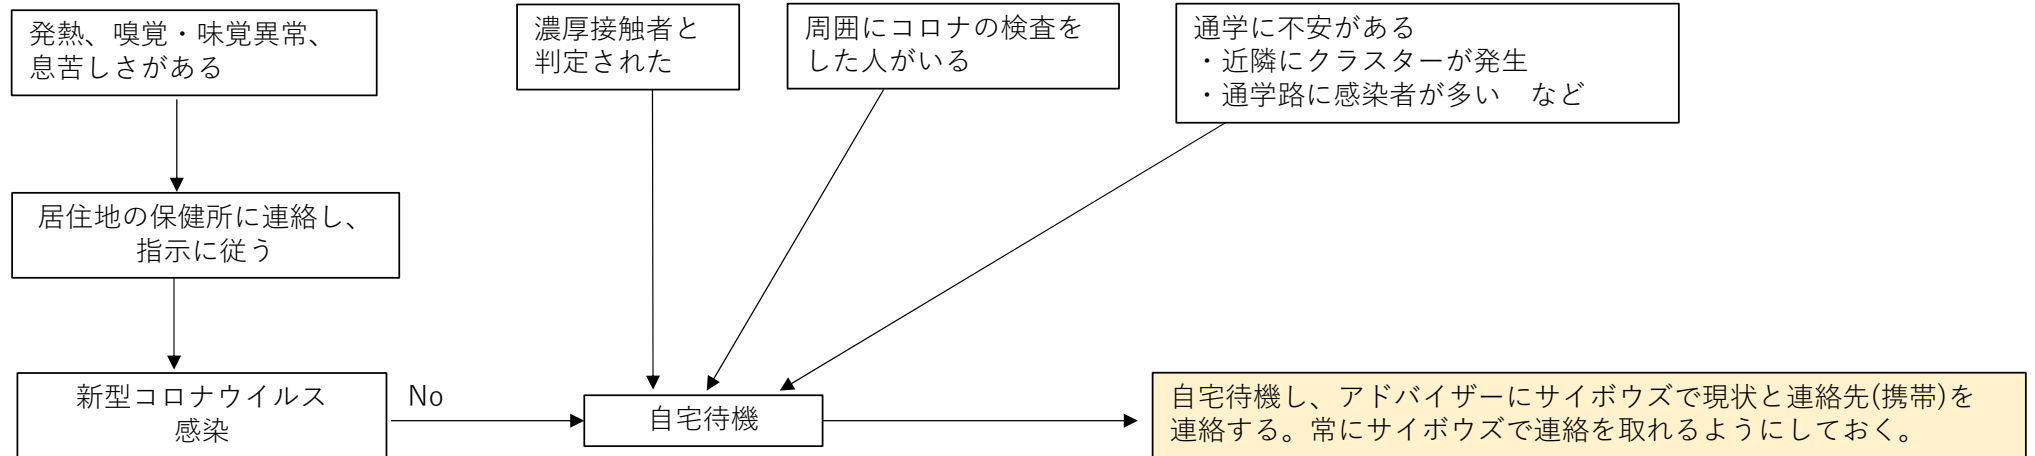 発熱、嗅覚・味覚異常、
息苦しさがある
濃厚接触者と
判定された
周囲にコロナの検査を
した人がいる
通学に不安がある
・近隣にクラスターが発生
・通学路に感染者が多い　など
居住地の保健所に連絡し、
指示に従う
新型コロナウイルス
感染
No
自宅待機
自宅待機し、アドバイザーにサイボウズで現状と連絡先(携帯)を
連絡する。常にサイボウズで連絡を取れるようにしておく。